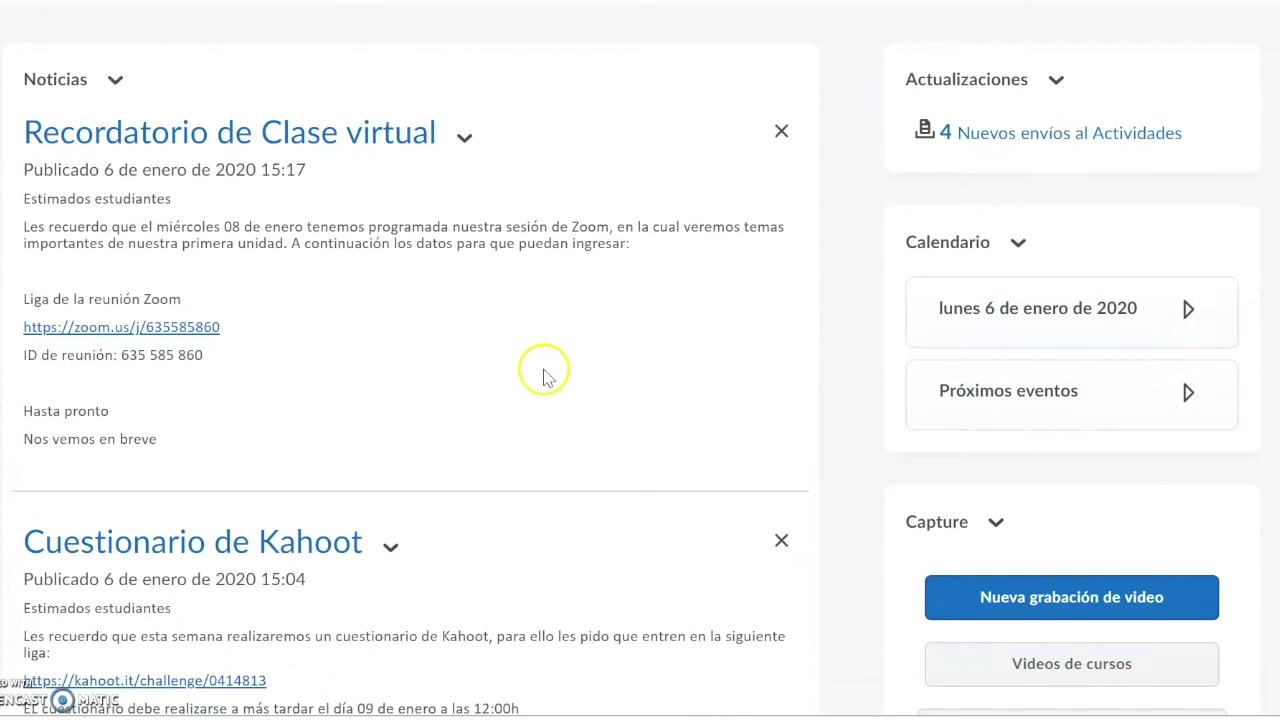 Noticias
Recordatorio de Clase virtual
Publicado 6 de enero de 2020 15:17
Estimados estudiantes
Les recuerdo que el miércoles 08 de enero tenemos programada nuestra sesión de Zoom, en la cual veremos temas
importantes de nuestra primera unidad. A continuación los datos para que puedan ingresar:
Liga de la reunión Zoom
https://zoom.us/j/635585860
ID de reunión: 635 585 860
Hasta pronto
Nos vemos en breve
Cuestionario de Kahoot
Publicado 6 de enero de 2020 15:04
Estimados estudiantes
Les recuerdo que esta semana realizaremos un cuestionario de Kahoot, para ello les pido que entren en la siguiente
liga:
https://kahoot.it/challenge/0414813
EL cuestionario debe realizarse a más tardar el día 09 de enero a las 12:00h
Actualizaciones
4 Nuevos envíos al Actividades
Calendario
lunes 6 de enero de 2020
Próximos eventos
Capture
Nueva grabación de video
Videos de cursos